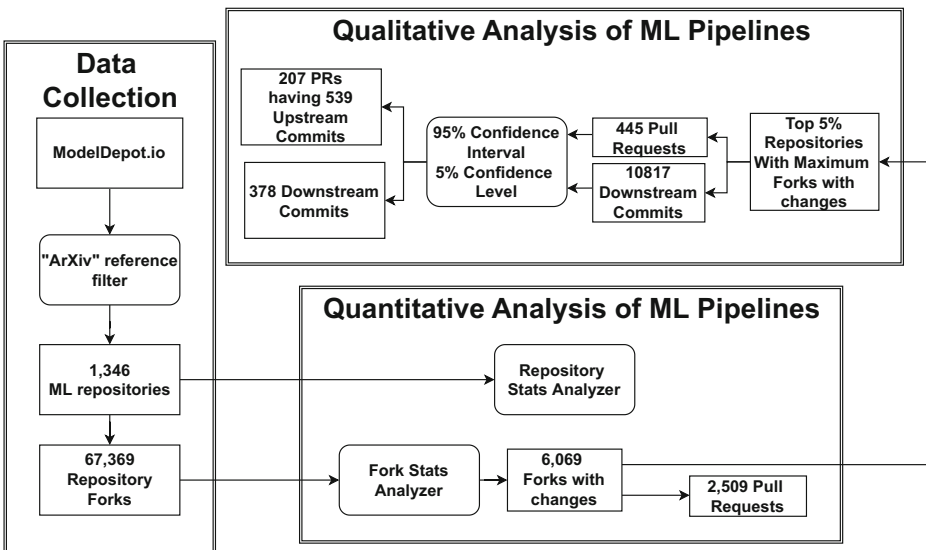 Data
Collection
ModelDepot.io
"ArXiv" reference
filter
1,346
ML repositories
67,369
Repository
Forks
Qualitative Analysis of ML Pipelines
207 PRs
having 539
Upstream
Commits
378 Downstream
Commits
95% Confidence
Interval
5% Confidence
Level
445 Pull
Requests
10817
Downstream
Commits
Top 5%
Repositories
With Maximum
Forks with
changes
Quantitative Analysis of ML Pipelines
Repository
Stats Analyzer
Fork Stats
Analyzer
6,069
Forks with
changes
2,509 Pull
Requests